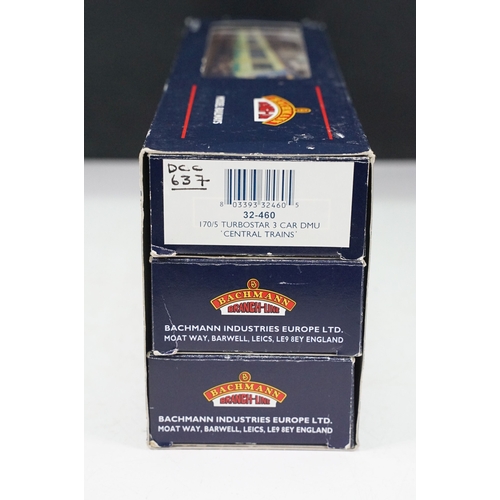 DCC
637
8 03393 32460 5
32-460
170/5 TURBOSTAR 3 CAR DMU
'CENTRAL TRAINS'
BACHMANN
BRANCH-LINE
BACHMANN INDUSTRIES EUROPE LTD.
MOAT WAY, BARWELL, LEICS, LE9 8EY ENGLAND
BACHMANN
BRANCH-LINE
BACHMANN INDUSTRIES EUROPE LTD.
MOAT WAY, BARWELL, LEICS, LE9 8EY ENGLAND